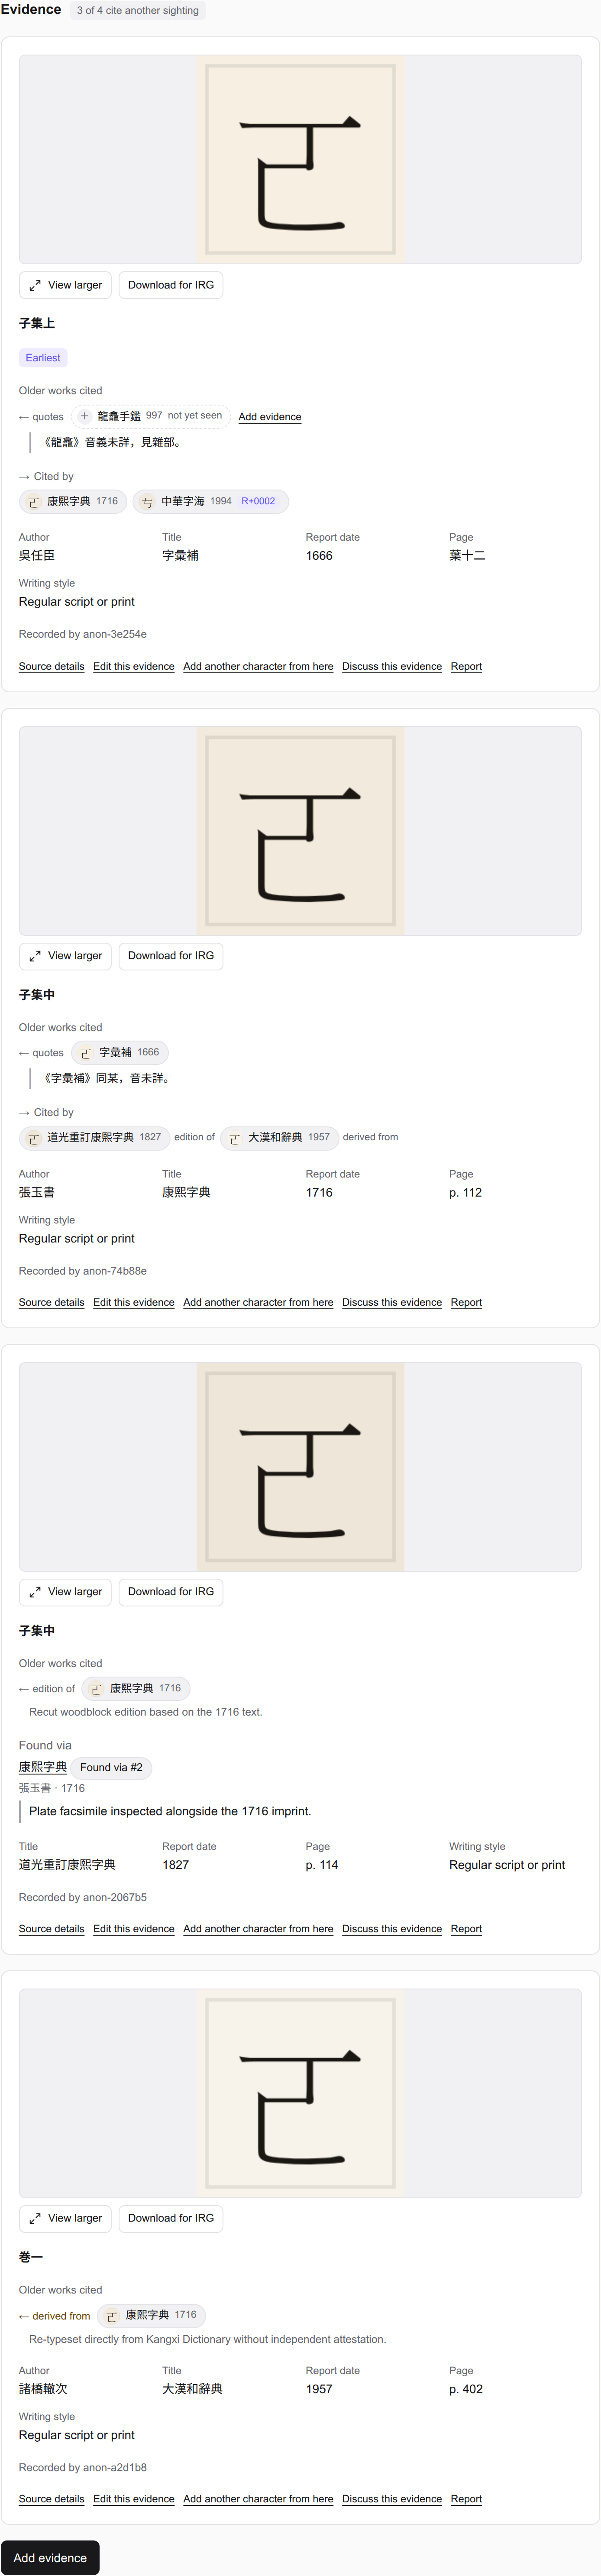 Evidence 3 of 4 cite another sighting
View larger Download for IRG
子集上
Earliest
Older works cited
← quotes + 龍龕手鑑 997 not yet seen Add evidence
《龍龕》音義未詳，見雜部。
→ Cited by
康熙字典 1716 中華字海 1994 R+0002
Author Title Report date Page
吳任臣 字彙補 1666 葉十二
Writing style
Regular script or print
Recorded by anon-3e254e
Source details Edit this evidence Add another character from here Discuss this evidence Report
View larger Download for IRG
子集中
Older works cited
← quotes 字彙補 1666
《字彙補》同某，音未詳。
→ Cited by
道光重訂康熙字典 1827 edition of 大漢和辭典 1957 derived from
Author Title Report date Page
張玉書 康熙字典 1716 p. 112
Writing style
Regular script or print
Recorded by anon-74b88e
Source details Edit this evidence Add another character from here Discuss this evidence Report
View larger Download for IRG
子集中
Older works cited
← edition of 康熙字典 1716
Recut woodblock edition based on the 1716 text.
Found via
康熙字典 Found via #2
張玉書 · 1716
Plate facsimile inspected alongside the 1716 imprint.
Title Report date Page Writing style
道光重訂康熙字典 1827 p. 114 Regular script or print
Recorded by anon-2067b5
Source details Edit this evidence Add another character from here Discuss this evidence Report
View larger Download for IRG
巻一
Older works cited
← derived from 康熙字典 1716
Re-typeset directly from Kangxi Dictionary without independent attestation.
Author Title Report date Page
諸橋轍次 大漢和辭典 1957 p. 402
Writing style
Regular script or print
Recorded by anon-a2d1b8
Source details Edit this evidence Add another character from here Discuss this evidence Report
Add evidence